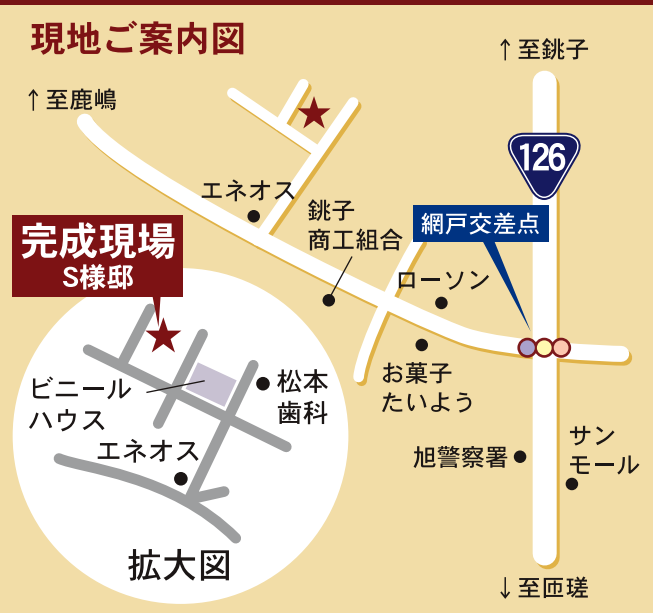 現地ご案内図
↑至銚子
↑至鹿嶋
126
エネオス
銚子
商工組合
網戸交差点
完成現場
S様邸
ローソン
お菓子
たいよう
ビニール
ハウス
松本
歯科
エネオス
旭警察署
サン
モール
拡大図
↓至匝瑳